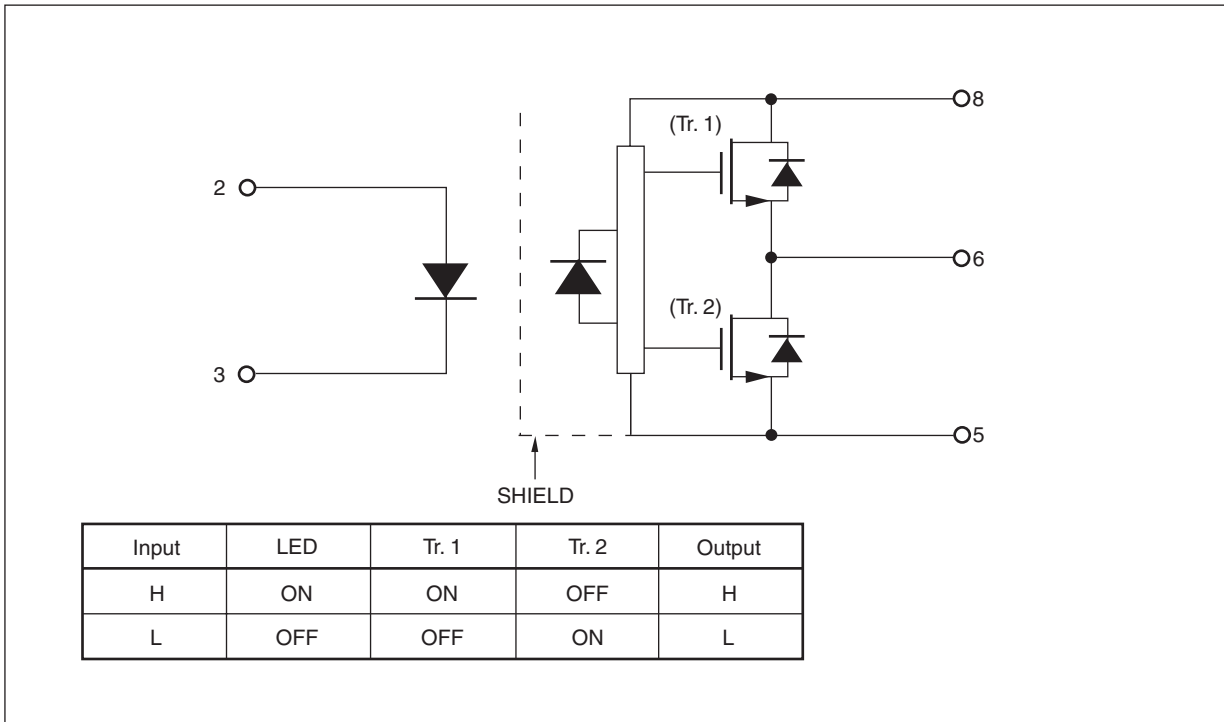 8
(Tr. 1)
2
6
(Tr. 2)
3
5
SHIELD
Input LED Tr. 1 Tr. 2 Output
H ON ON OFF H
L OFF OFF ON L